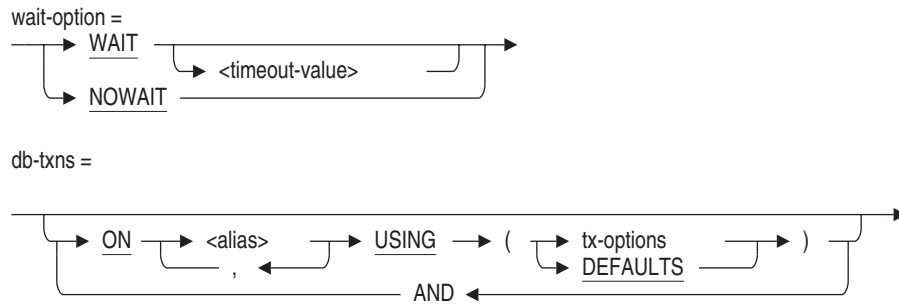 wait-option =
WAIT
<timeout-value>
NOWAIT
db-txns =
ON <alias> USING ( tx-options )
, DEFAULTS
AND